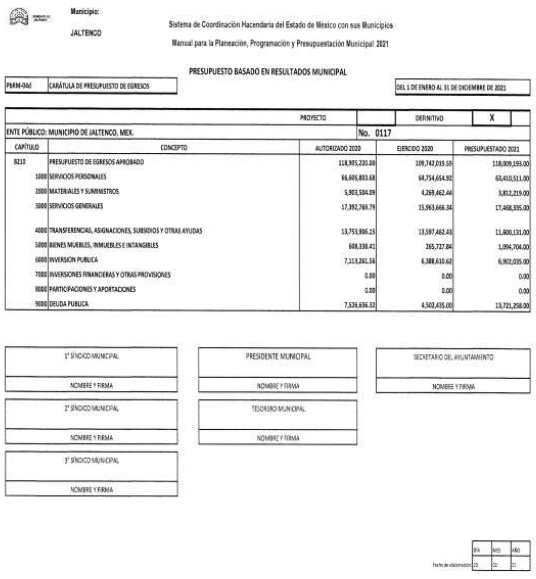 Municipio:
JALTENCO
Sistema de Coordinación Hacendaria del Estado de México con sus Municipios
Manual para la Planeación, Programación y Presupuestación Municipal 2021
PRESUPUESTO BASADO EN RESULTADOS MUNICIPAL
PbRM-04d CARÁTULA DE PRESUPUESTO DE EGRESOS DEL 1 DE ENERO AL 31 DE DICIEMBRE DE 2021
PROYECTO DEFINITIVO X
ENTE PÚBLICO: MUNICIPIO DE JALTENCO, MEX. No. 0117
CAPÍTULO CONCEPTO AUTORIZADO 2020 EJERCIDO 2020 PRESUPUESTADO 2021
8210 PRESUPUESTO DE EGRESOS APROBADO 118,905,220.00 109,742,019.59 118,009,193.00
1000 SERVICIOS PERSONALES 66,605,803.68 64,754,654.92 63,410,511.00
2000 MATERIALES Y SUMINISTROS 5,903,504.09 4,269,462.44 3,812,219.00
3000 SERVICIOS GENERALES 17,392,769.79 15,963,666.34 17,468,335.00
4000 TRANSFERENCIAS, ASIGNACIONES, SUBSIDIOS Y OTRAS AYUDAS 13,753,906.15 13,597,462.43 11,600,131.00
5000 BIENES MUEBLES, INMUEBLES E INTANGIBLES 608,338.41 265,727.84 1,094,704.00
6000 INVERSIÓN PUBLICA 7,113,261.56 6,388,610.62 6,902,035.00
7000 INVERSIONES FINANCIERAS Y OTRAS PROVISIONES 0.00 0.00 0.00
8000 PARTICIPACIONES Y APORTACIONES 0.00 0.00 0.00
9000 DEUDA PUBLICA 7,526,636.32 4,502,435.00 13,721,258.00
1° SÍNDICO MUNICIPAL PRESIDENTE MUNICIPAL SECRETARIO DEL AYUNTAMIENTO
NOMBRE Y FIRMA NOMBRE Y FIRMA NOMBRE Y FIRMA
2° SÍNDICO MUNICIPAL TESORERO MUNICIPAL
NOMBRE Y FIRMA NOMBRE Y FIRMA
3° SÍNDICO MUNICIPAL
NOMBRE Y FIRMA
DÍA MES AÑO
Fecha de elaboración: 02 21